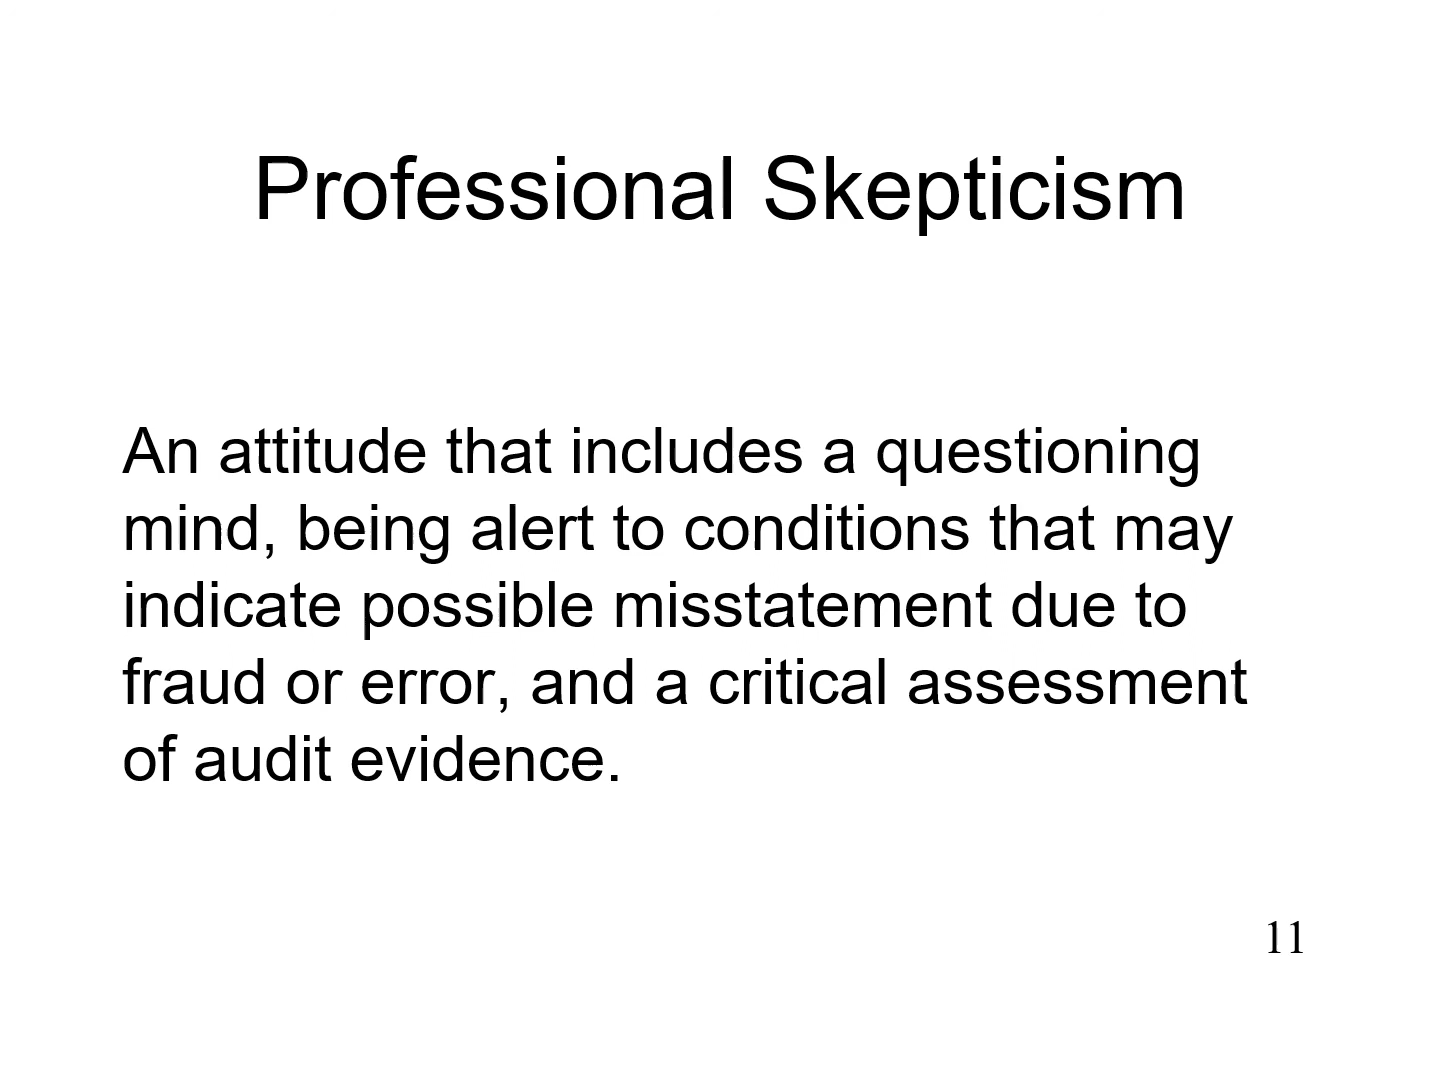 Professional Skepticism
An attitude that includes a questioning
mind, being alert to conditions that may
indicate possible misstatement due to
fraud or error, and a critical assessment
of audit evidence.
11